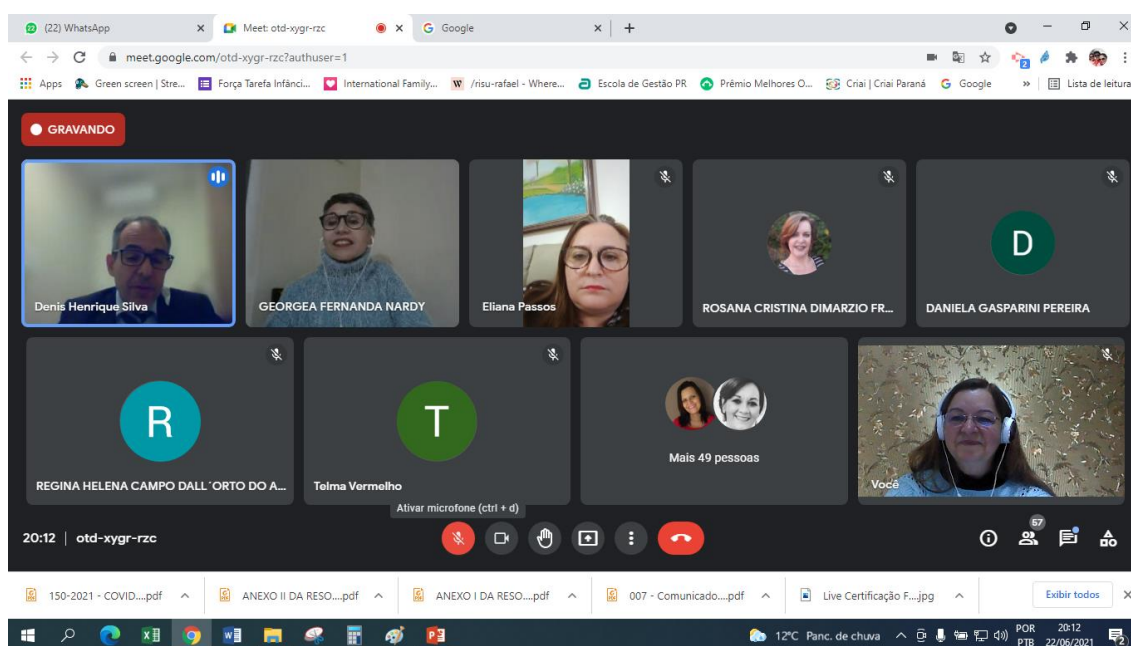 22 (22) WhatsApp
Meet: otd-xygr-rzc
Google
meet.google.com/otd-xygr-rzc?authuser=1
Apps
Green screen | Stre...
Força Tarefa Infânci...
International Family...
/risu-rafael - Where...
Escola de Gestão PR
Prêmio Melhores O...
Criai | Criai Paraná
Google
»
Lista de leitura
2
GRAVANDO
Denis Henrique Silva
GEORGEA FERNANDA NARDY
Eliana Passos
ROSANA CRISTINA DIMARZIO FR...
D
DANIELA GASPARINI PEREIRA
R
REGINA HELENA CAMPO DALL´ORTO DO A...
T
Telma Vermelho
Mais 49 pessoas
Você
Ativar microfone (ctrl + d)
20:12 | otd-xygr-rzc
57
150-2021 - COVID....pdf
ANEXO II DA RESO....pdf
ANEXO I DA RESO....pdf
007 - Comunicado....pdf
Live Certificação F....jpg
Exibir todos
12°C Panc. de chuva
POR
PTB
20:12
22/06/2021
2